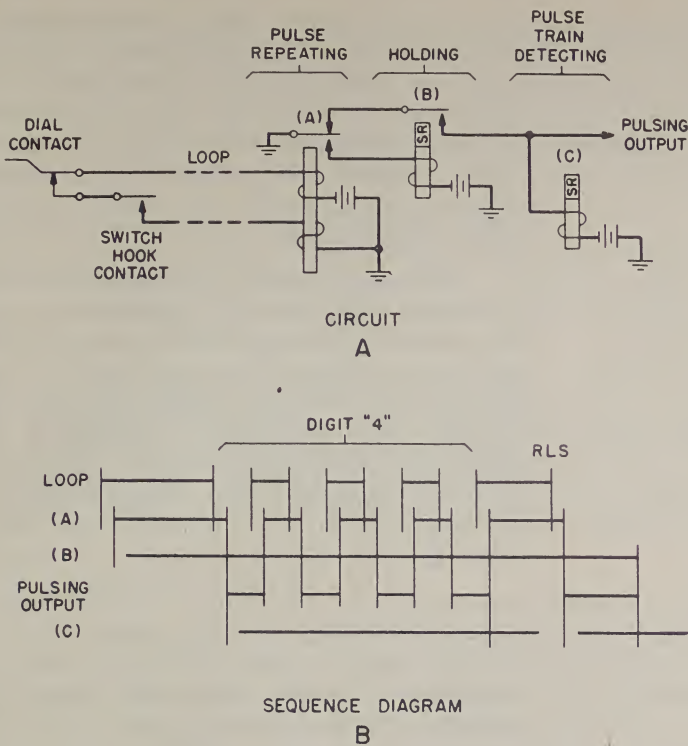 PULSE
REPEATING
HOLDING
PULSE
TRAIN
DETECTING
DIAL
CONTACT
LOOP
SWITCH
HOOK
CONTACT
(A)
(B)
SR
(C)
SR
PULSING
OUTPUT
CIRCUIT
A
DIGIT "4"
RLS
LOOP
(A)
(B)
PULSING
OUTPUT
(C)
SEQUENCE DIAGRAM
B